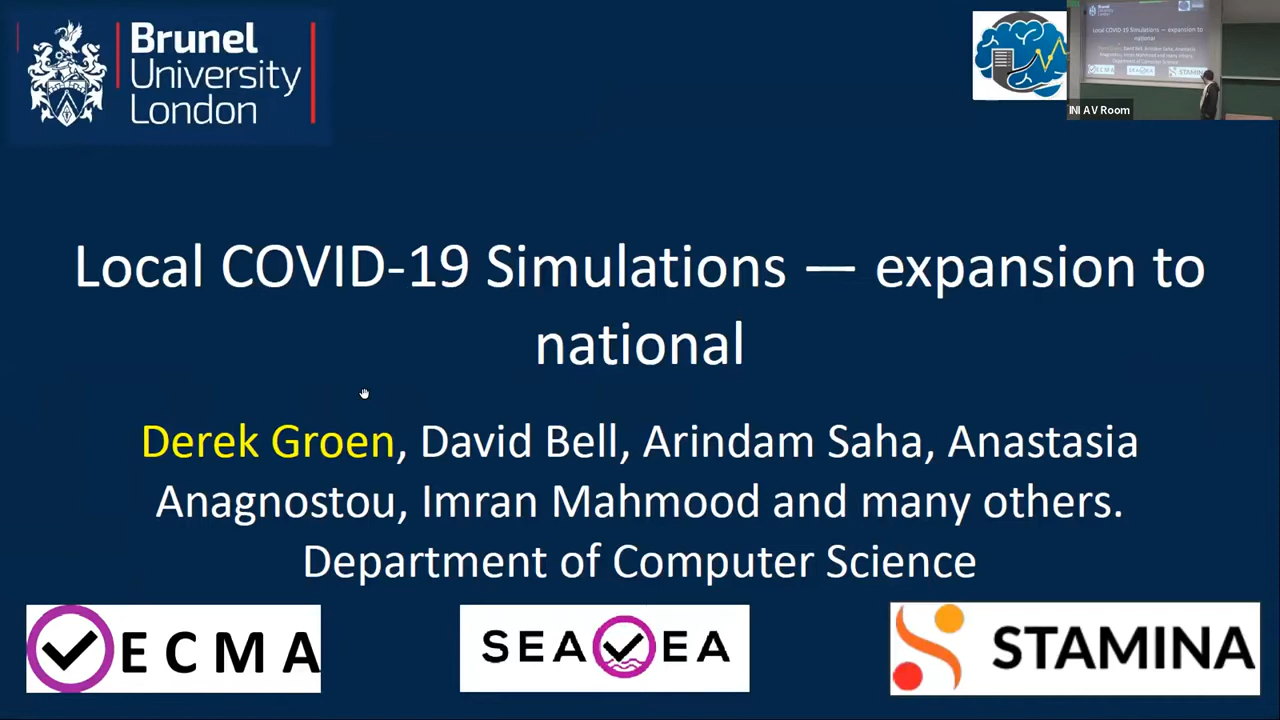 Brunel
University
London
INI AV Room
Local COVID-19 Simulations — expansion to
national
Derek Groen, David Bell, Arindam Saha, Anastasia
Anagnostou, Imran Mahmood and many others.
Department of Computer Science
ECMA
SEAVEA
STAMINA